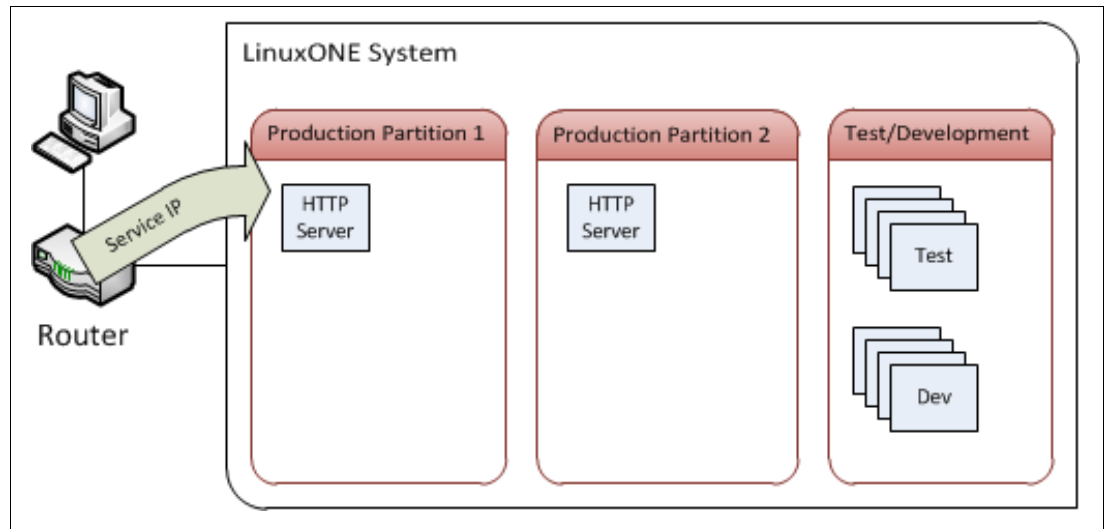 LinuxONE System
Production Partition 1
Production Partition 2
Test/Development
HTTP
Server
HTTP
Server
Service IP
Test
Router
Dev